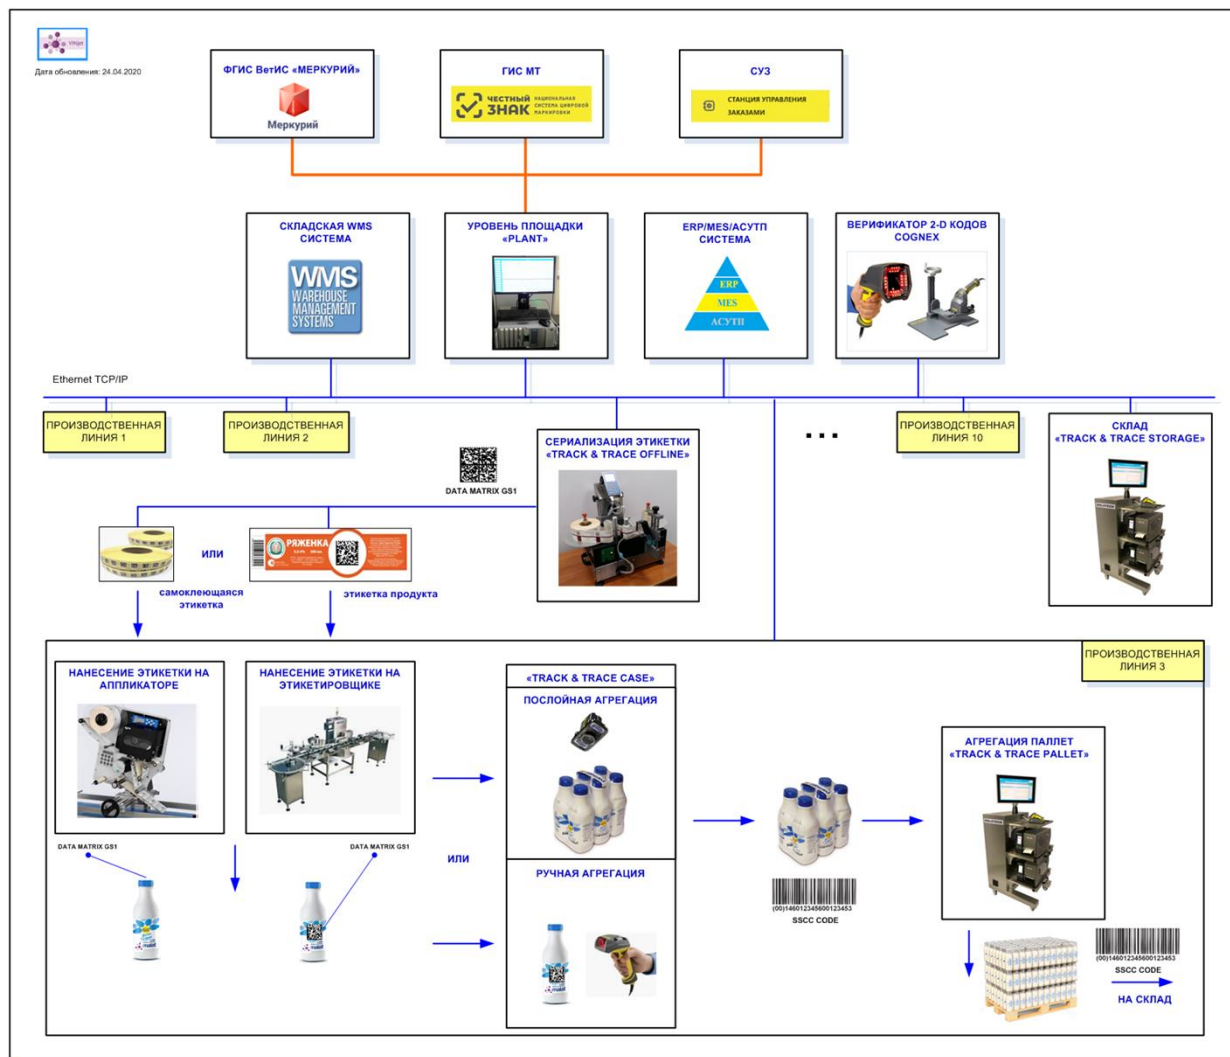 VINjet
Дата обновления: 24.04.2020
ФГИС ВетИС «МЕРКУРИЙ»
Меркурий
ГИС МТ
ЧЕСТНЫЙ
ЗНАК
НАЦИОНАЛЬНАЯ
СИСТЕМА ЦИФРОВОЙ
МАРКИРОВКИ
СУЗ
СТАНЦИЯ УПРАВЛЕНИЯ
ЗАКАЗАМИ
СКЛАДСКАЯ WMS
СИСТЕМА
WMS
WAREHOUSE
MANAGEMENT
SYSTEMS
УРОВЕНЬ ПЛОЩАДКИ
«PLANT»
ERP/MES/АСУТП
СИСТЕМА
ERP
MES
АСУТП
ВЕРИФИКАТОР 2-D КОДОВ
COGNEX
Ethernet TCP/IP
ПРОИЗВОДСТВЕННАЯ
ЛИНИЯ 1
ПРОИЗВОДСТВЕННАЯ
ЛИНИЯ 2
СЕРИАЛИЗАЦИЯ ЭТИКЕТКИ
«TRACK & TRACE OFFLINE»
...
ПРОИЗВОДСТВЕННАЯ
ЛИНИЯ 10
СКЛАД
«TRACK & TRACE STORAGE»
DATA MATRIX GS1
ИЛИ
РЯЖЕНКА
самоклеющаяся
этикетка
этикетка продукта
ПРОИЗВОДСТВЕННАЯ
ЛИНИЯ 3
НАНЕСЕНИЕ ЭТИКЕТКИ НА
АППЛИКАТОРЕ
НАНЕСЕНИЕ ЭТИКЕТКИ НА
ЭТИКЕТИРОВЩИКЕ
«TRACK & TRACE CASE»
ПОСЛОЙНАЯ АГРЕГАЦИЯ
АГРЕГАЦИЯ ПАЛЛЕТ
«TRACK & TRACE PALLET»
DATA MATRIX GS1
DATA MATRIX GS1
ИЛИ
РУЧНАЯ АГРЕГАЦИЯ
(00)146012345600123453
SSCC CODE
(00)146012345600123453
SSCC CODE
НА СКЛАД